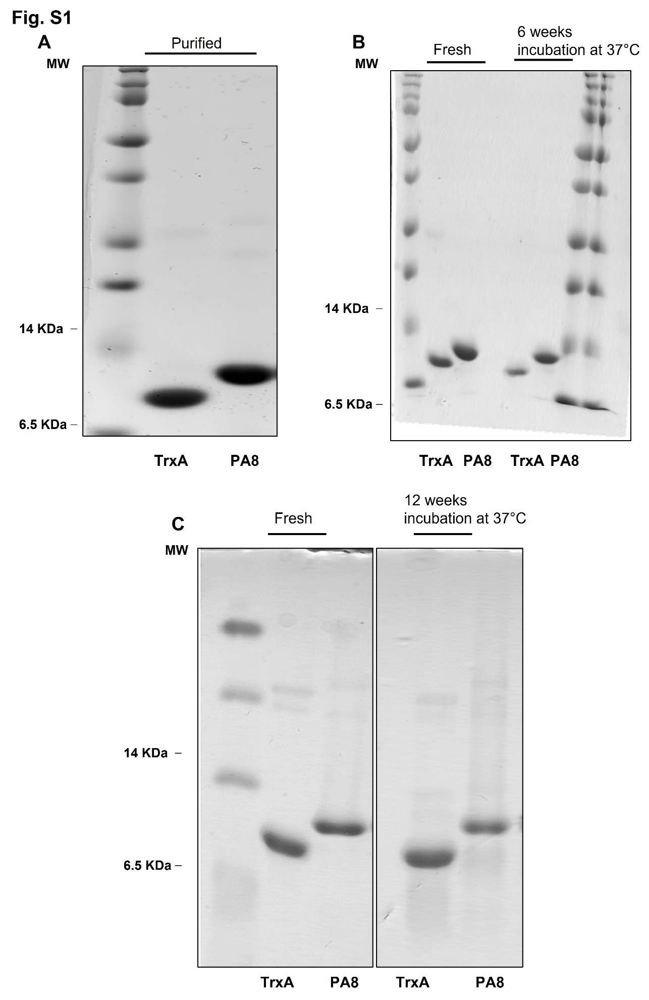 Fig. S1
A
Purified
MW
14 KDa
6.5 KDa
TrxA PA8
B
Fresh
6 weeks
incubation at 37°C
MW
14 KDa
6.5 KDa
TrxA PA8 TrxA PA8
C
Fresh
12 weeks
incubation at 37°C
MW
14 KDa
6.5 KDa
TrxA PA8 TrxA PA8